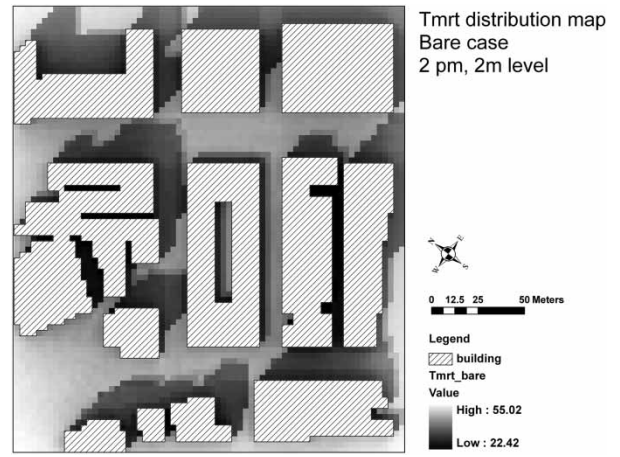 Tmrt distribution map
Bare case
2 pm, 2m level
N E
W S
0 12.5 25 50 Meters
Legend
building
Tmrt_bare
Value
High : 55.02
Low : 22.42